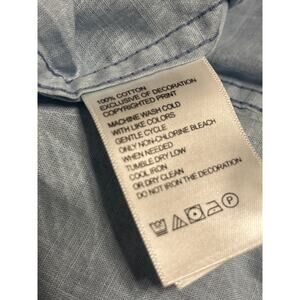 100% COTTON
EXCLUSIVE OF DECORATION
COPYRIGHTED PRINT
MACHINE WASH COLD
WITH LIKE COLORS
GENTLE CYCLE
ONLY NON-CHLORINE BLEACH
WHEN NEEDED
TUMBLE DRY LOW
COOL IRON
OR DRY CLEAN
DO NOT IRON THE DECORATION
P